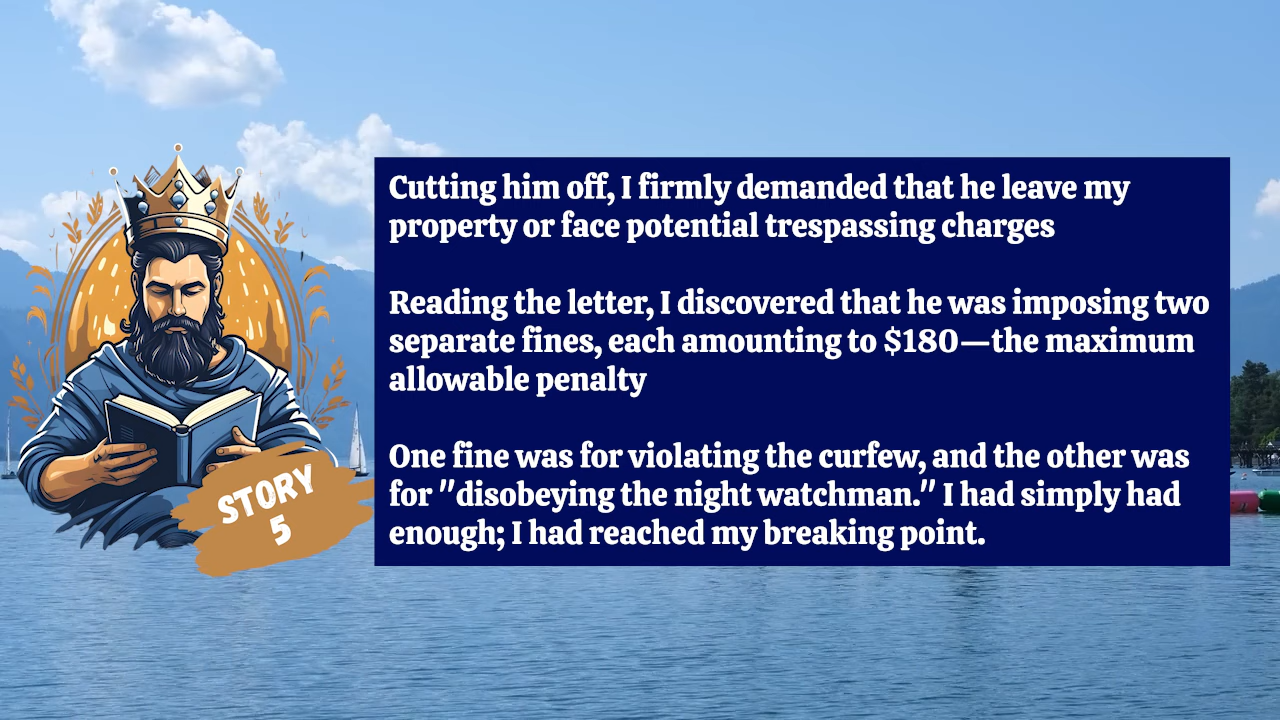 Cutting him off, I firmly demanded that he leave my
property or face potential trespassing charges
Reading the letter, I discovered that he was imposing two
separate fines, each amounting to $180—the maximum
allowable penalty
One fine was for violating the curfew, and the other was
for "disobeying the night watchman." I had simply had
enough; I had reached my breaking point.
STORY
5